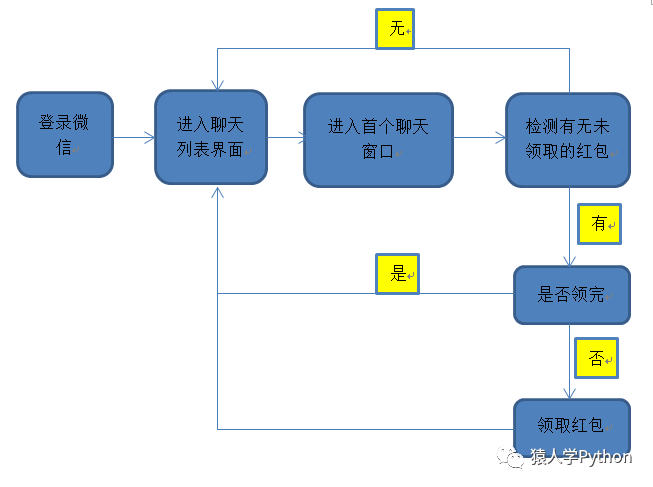 无
登录微
信
进入聊天
列表界面
进入首个聊天
窗口
检测有无未
领取的红包
有
是
是否领完
否
领取红包
猿人学Python